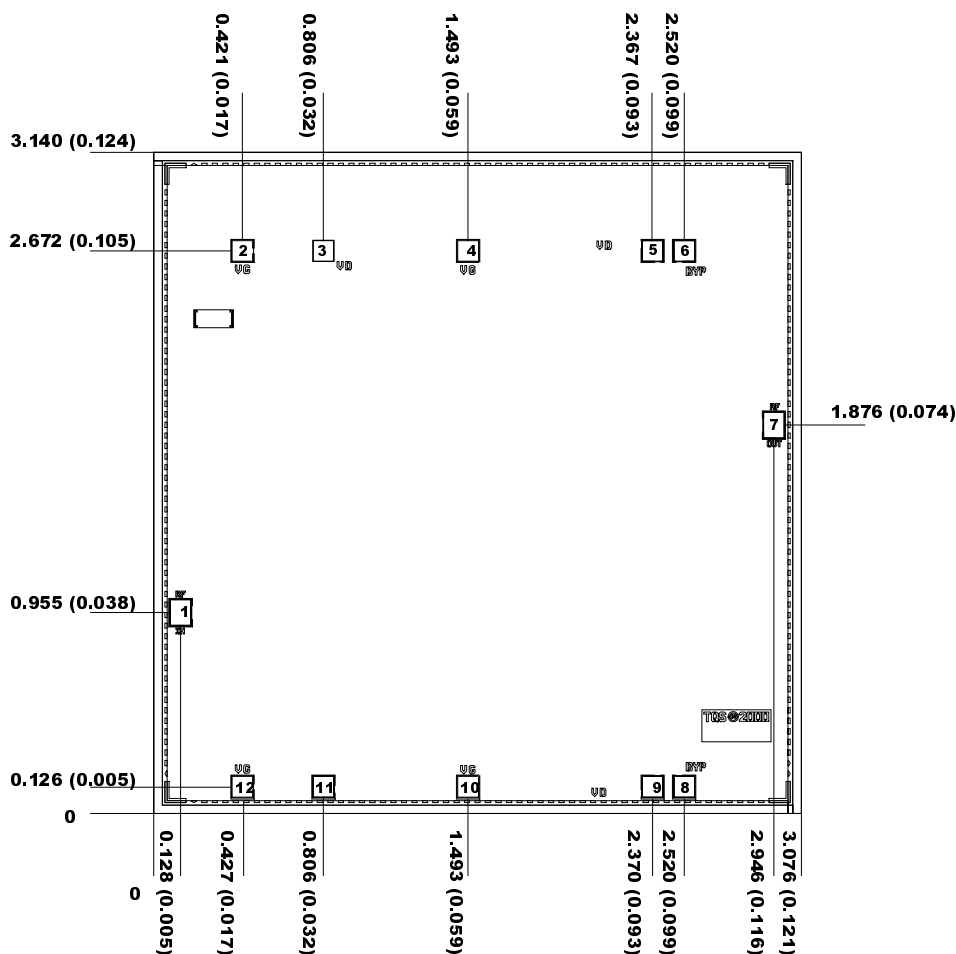 0.421 (0.017)
0.806 (0.032)
1.493 (0.059)
2.367 (0.093)
2.520 (0.099)
3.140 (0.124)
2.672 (0.105)
2
3
4
5
6
VG
VD
VG
VD
BYP
RF
7
OUT
1.876 (0.074)
0.955 (0.038)
RF
1
IN
TQS©2000
0.126 (0.005)
VG
VG
VD
BYP
12
11
10
9
8
0
0
0.128 (0.005)
0.427 (0.017)
0.806 (0.032)
1.493 (0.059)
2.370 (0.093)
2.520 (0.099)
2.946 (0.116)
3.076 (0.121)